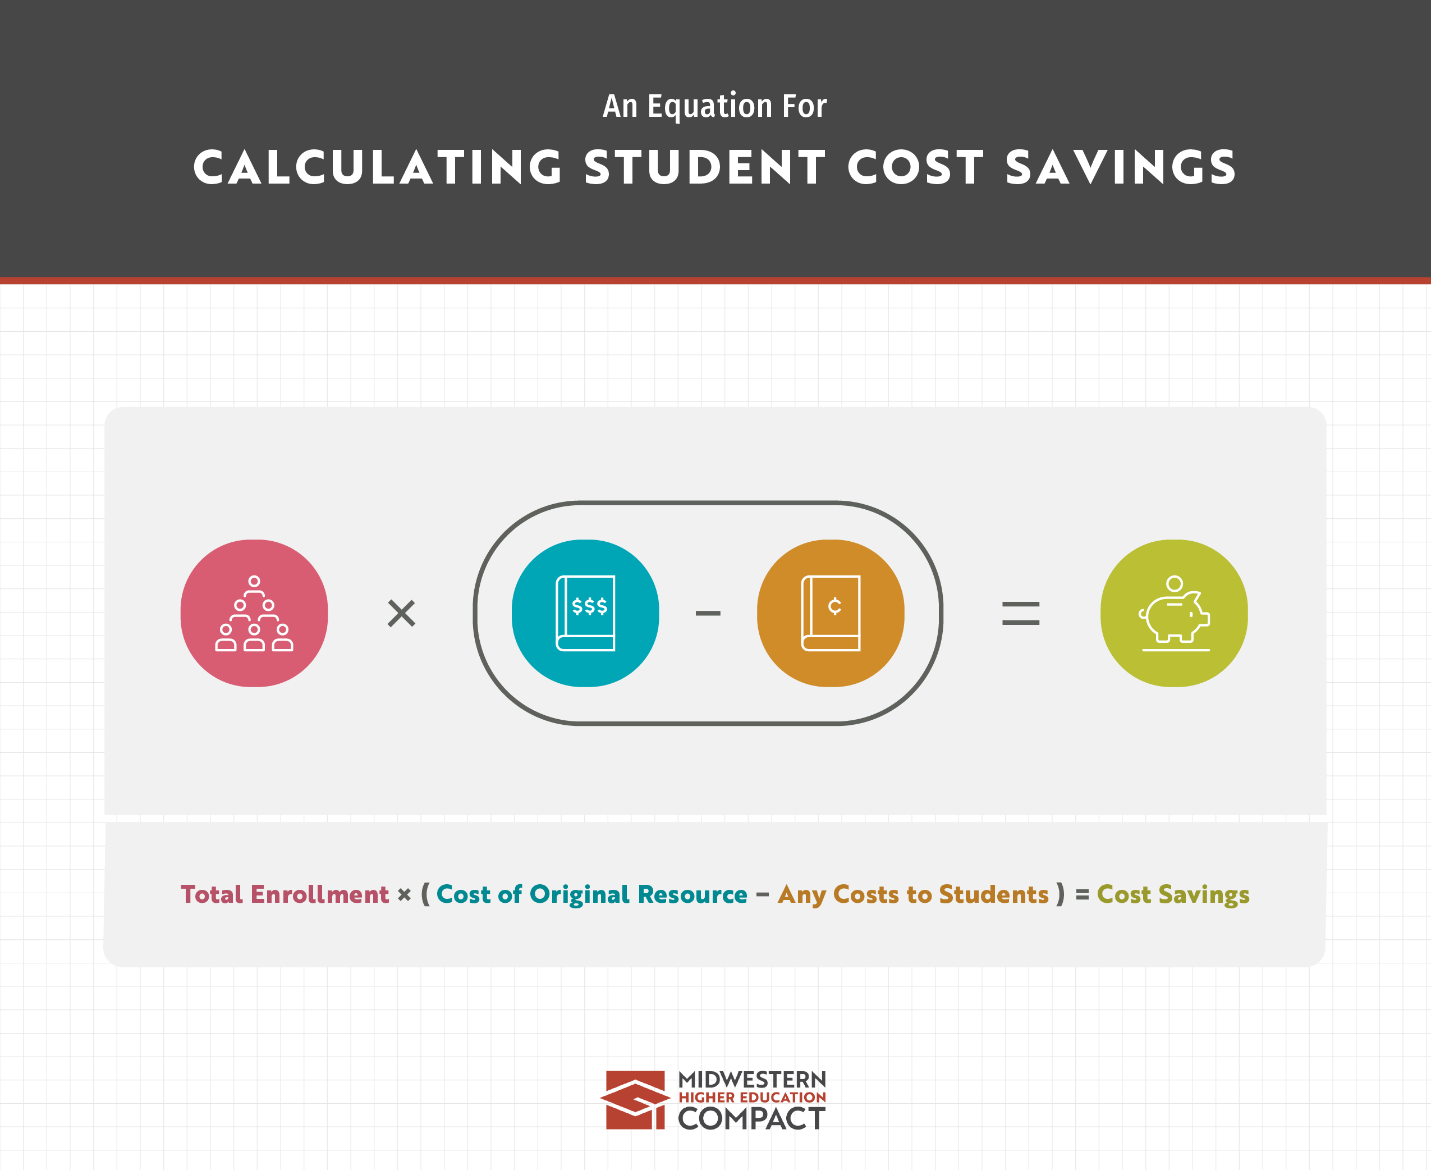 An Equation For
CALCULATING STUDENT COST SAVINGS
×
$$$
–
¢
=
Total Enrollment × ( Cost of Original Resource – Any Costs to Students ) = Cost Savings
MIDWESTERN
HIGHER EDUCATION
COMPACT